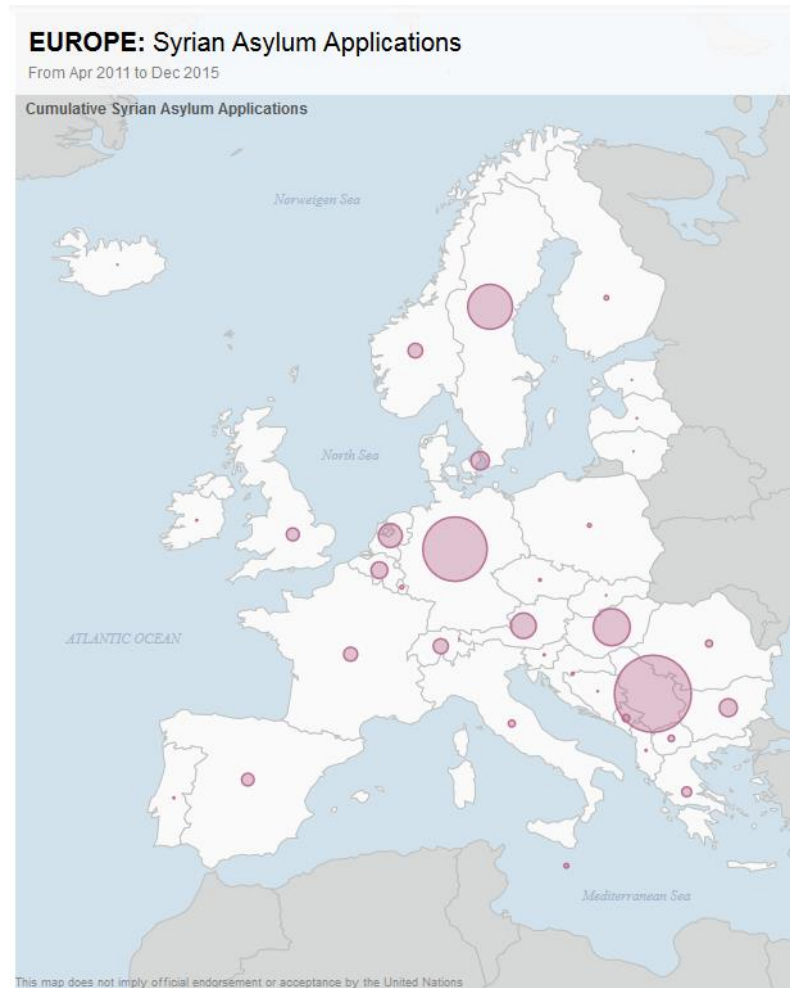 EUROPE: Syrian Asylum Applications
From Apr 2011 to Dec 2015
Cumulative Syrian Asylum Applications
Norweigen Sea
North Sea
ATLANTIC OCEAN
Mediterranean Sea
This map does not imply official endorsement or acceptance by the United Nations